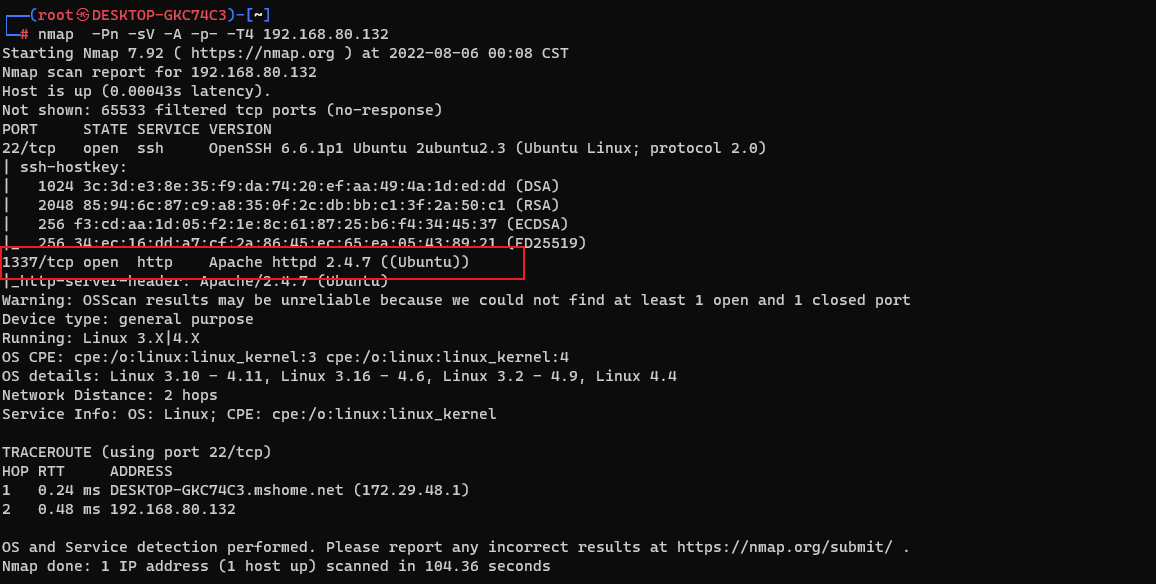 ┌──(root㉿DESKTOP-GKC74C3)-[~]
└─# nmap  -Pn -sV -A -p- -T4 192.168.80.132
Starting Nmap 7.92 ( https://nmap.org ) at 2022-08-06 00:08 CST
Nmap scan report for 192.168.80.132
Host is up (0.00043s latency).
Not shown: 65533 filtered tcp ports (no-response)
PORT     STATE SERVICE VERSION
22/tcp   open  ssh     OpenSSH 6.6.1p1 Ubuntu 2ubuntu2.3 (Ubuntu Linux; protocol 2.0)
| ssh-hostkey:
|   1024 3c:3d:e3:8e:35:f9:da:74:20:ef:aa:49:4a:1d:ed:dd (DSA)
|   2048 85:94:6c:87:c9:a8:35:0f:2c:db:bb:c1:3f:2a:50:c1 (RSA)
|   256 f3:cd:aa:1d:05:f2:1e:8c:61:87:25:b6:f4:34:45:37 (ECDSA)
|_  256 34:ec:16:dd:a7:cf:2a:86:45:ec:65:ea:05:43:89:21 (ED25519)
1337/tcp open  http    Apache httpd 2.4.7 ((Ubuntu))
|_http-server-header: Apache/2.4.7 (Ubuntu)
Warning: OSScan results may be unreliable because we could not find at least 1 open and 1 closed port
Device type: general purpose
Running: Linux 3.X|4.X
OS CPE: cpe:/o:linux:linux_kernel:3 cpe:/o:linux:linux_kernel:4
OS details: Linux 3.10 - 4.11, Linux 3.16 - 4.6, Linux 3.2 - 4.9, Linux 4.4
Network Distance: 2 hops
Service Info: OS: Linux; CPE: cpe:/o:linux:linux_kernel
TRACEROUTE (using port 22/tcp)
HOP RTT     ADDRESS
1   0.24 ms DESKTOP-GKC74C3.mshome.net (172.29.48.1)
2   0.48 ms 192.168.80.132
OS and Service detection performed. Please report any incorrect results at https://nmap.org/submit/ .
Nmap done: 1 IP address (1 host up) scanned in 104.36 seconds